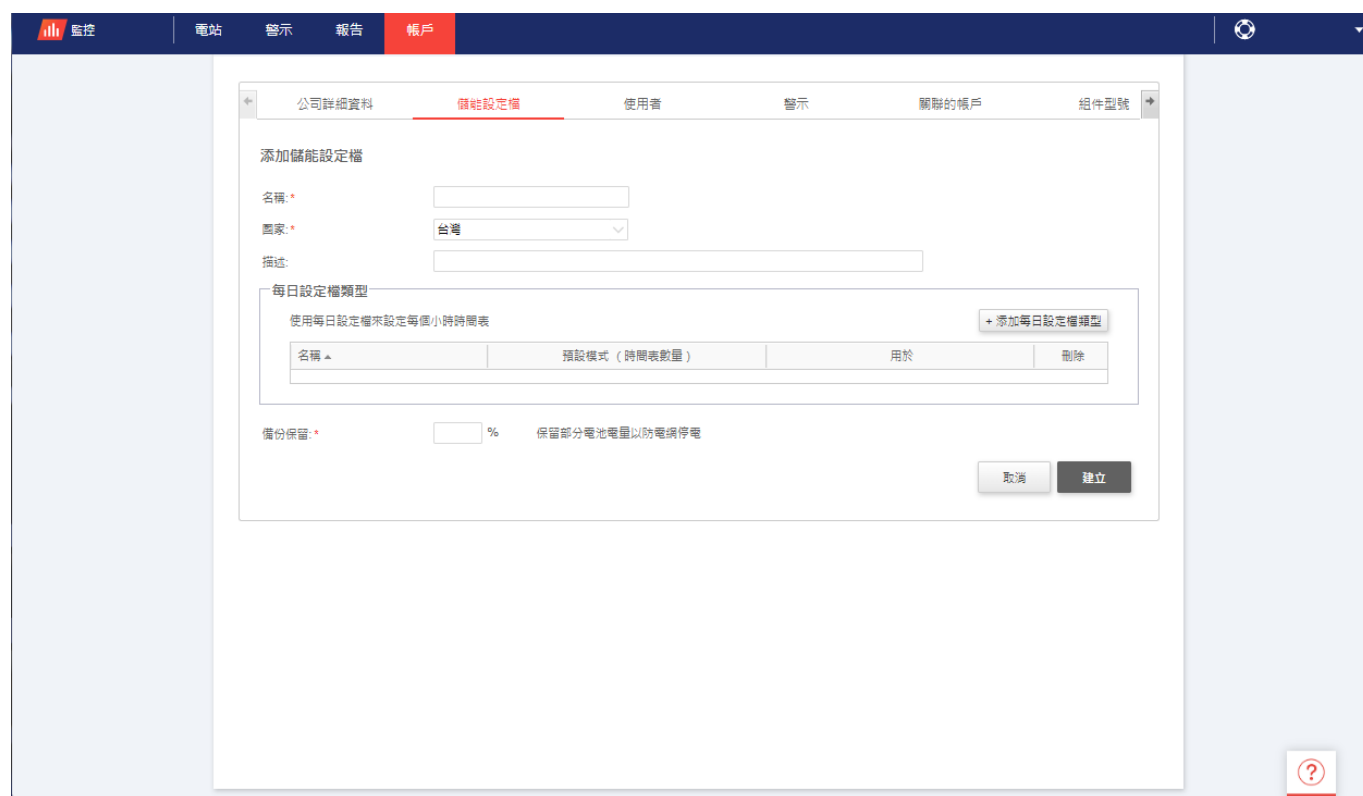 監控 電站 警示 報告 帳戶
公司詳細資料 儲能設定檔 使用者 警示 關聯的帳戶 組件型號
添加儲能設定檔
名稱:*
國家:* 台灣
描述:
每日設定檔類型
使用每日設定檔來設定每個小時時間表 + 添加每日設定檔類型
名稱 ▲ 預設模式 ( 時間表數量 ) 用於 刪除
備份保留:* % 保留部分電池電量以防電網停電
取消 建立
?